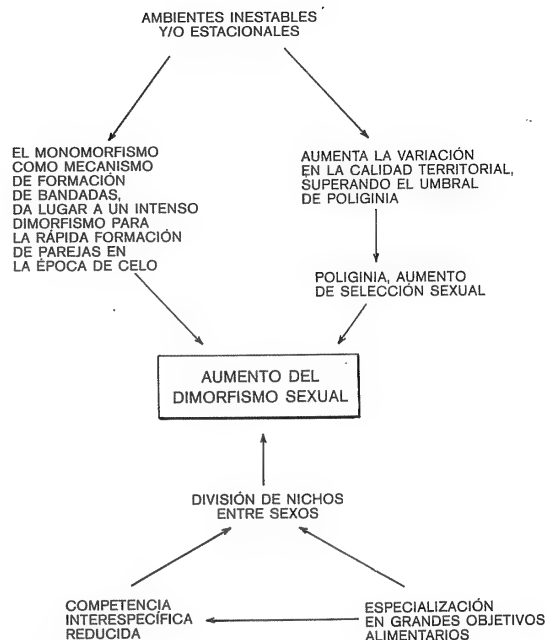 AMBIENTES INESTABLES
Y/O ESTACIONALES
EL MONOMORFISMO
COMO MECANISMO
DE FORMACIÓN
DE BANDADAS,
DA LUGAR A UN INTENSO
DIMORFISMO PARA
LA RÁPIDA FORMACIÓN
DE PAREJAS EN
LA ÉPOCA DE CELO
AUMENTA LA VARIACIÓN
EN LA CALIDAD TERRITORIAL,
SUPERANDO EL UMBRAL
DE POLIGINIA
POLIGINIA, AUMENTO
DE SELECCIÓN SEXUAL
AUMENTO DEL
DIMORFISMO SEXUAL
DIVISIÓN DE NICHOS
ENTRE SEXOS
COMPETENCIA
INTERESPECÍFICA
REDUCIDA
ESPECIALIZACIÓN
EN GRANDES OBJETIVOS
ALIMENTARIOS